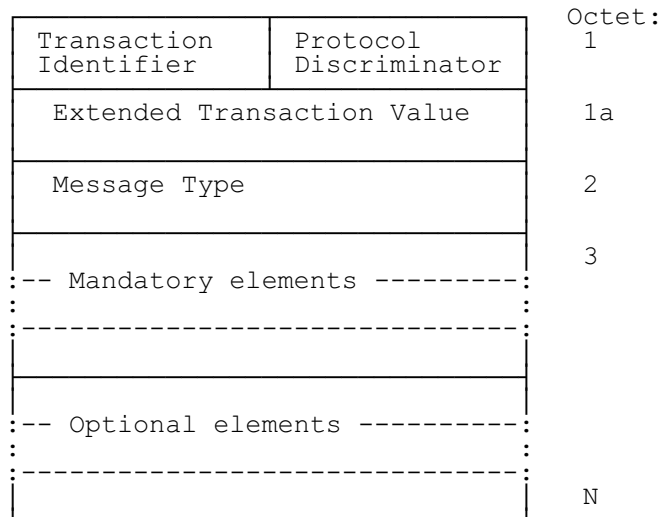 Octet:
Transaction Protocol 1
Identifier Discriminator
Extended Transaction Value 1a
Message Type 2
3
:-- Mandatory elements ---------:
: :
:-------------------------------:
:-- Optional elements ----------:
: :
:-------------------------------:
N